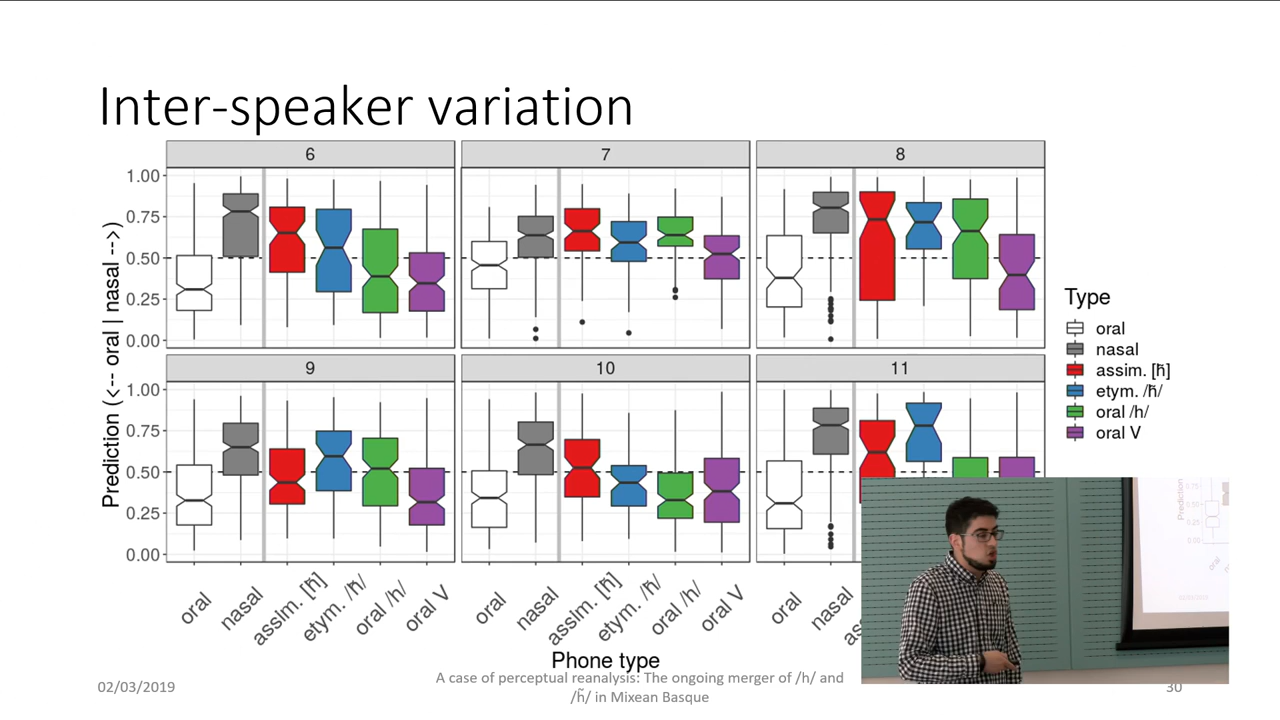 Inter-speaker variation
6
7
8
1.00
0.75
0.50
0.25
0.00
9
10
11
1.00
0.75
0.50
0.25
0.00
Prediction (<-- oral | nasal -->)
oral
nasal
assim. [h̃]
etym. /h̃/
oral /h/
oral V
oral
nasal
assim. [h̃]
etym. /h̃/
oral /h/
oral V
oral
nasal
Phone type
Type
oral
nasal
assim. [h̃]
etym. /h̃/
oral /h/
oral V
02/03/2019
A case of perceptual reanalysis: The ongoing merger of /h/ and
/h̃/ in Mixean Basque
30
Prediction